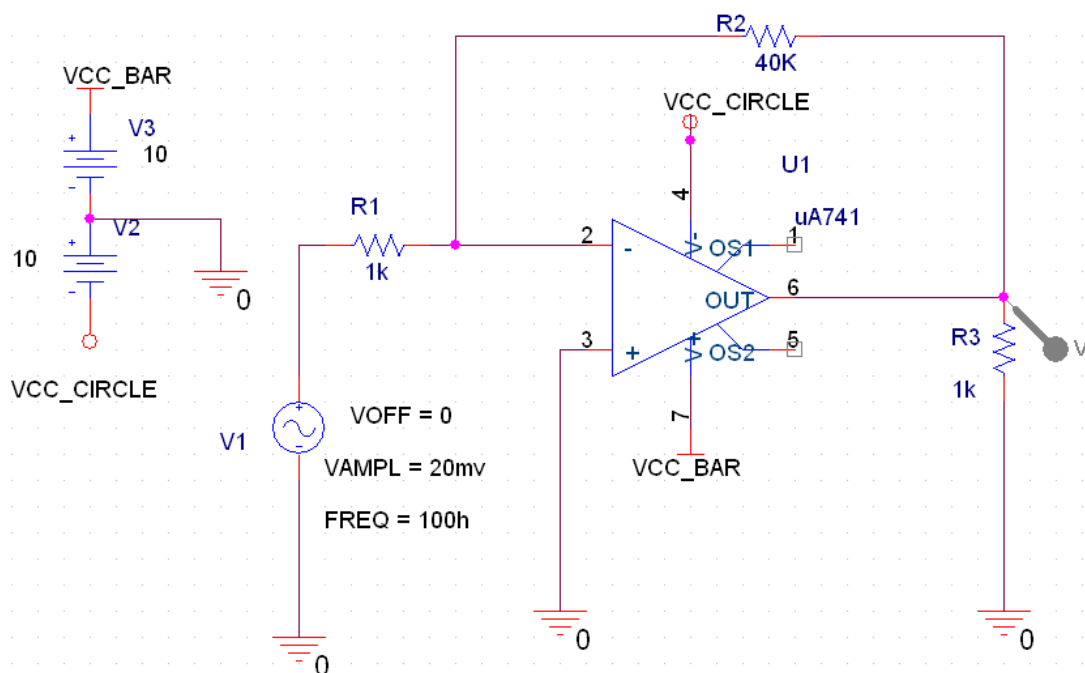 R2
40K
VCC_BAR
VCC_CIRCLE
+
V3
10
U1
-
4
R1
uA741
V2
2
-
V-
OS1
1
+
10
1k
-
0
OUT
6
3
+
V+
OS2
5
R3
V
VCC_CIRCLE
1k
+
VOFF = 0
7
V1
-
VAMPL = 20mv
VCC_BAR
FREQ = 100h
0
0
0